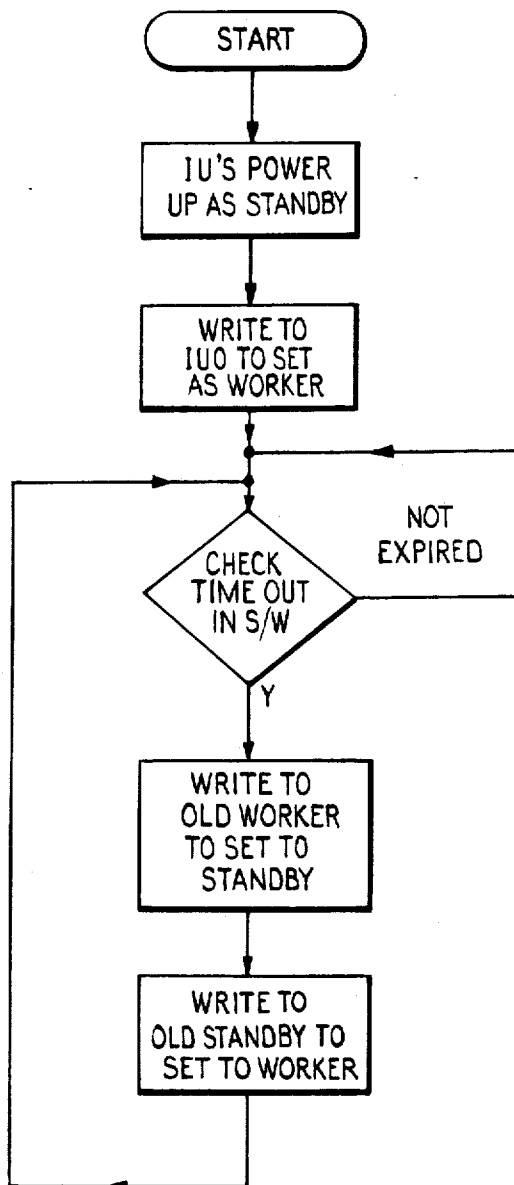 START
IU'S POWER
UP AS STANDBY
WRITE TO
IU0 TO SET
AS WORKER
NOT
EXPIRED
CHECK
TIME OUT
IN S/W
Y
WRITE TO
OLD WORKER
TO SET TO
STANDBY
WRITE TO
OLD STANDBY TO
SET TO WORKER